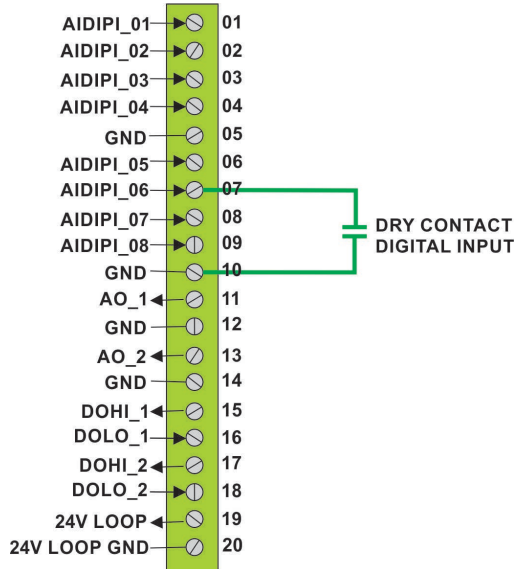 AIDIPI_01 01
AIDIPI_02 02
AIDIPI_03 03
AIDIPI_04 04
GND 05
AIDIPI_05 06
AIDIPI_06 07
AIDIPI_07 08
AIDIPI_08 09
GND 10
AO_1 11
GND 12
AO_2 13
GND 14
DOHI_1 15
DOLO_1 16
DOHI_2 17
DOLO_2 18
24V LOOP 19
24V LOOP GND 20
DRY CONTACT
DIGITAL INPUT